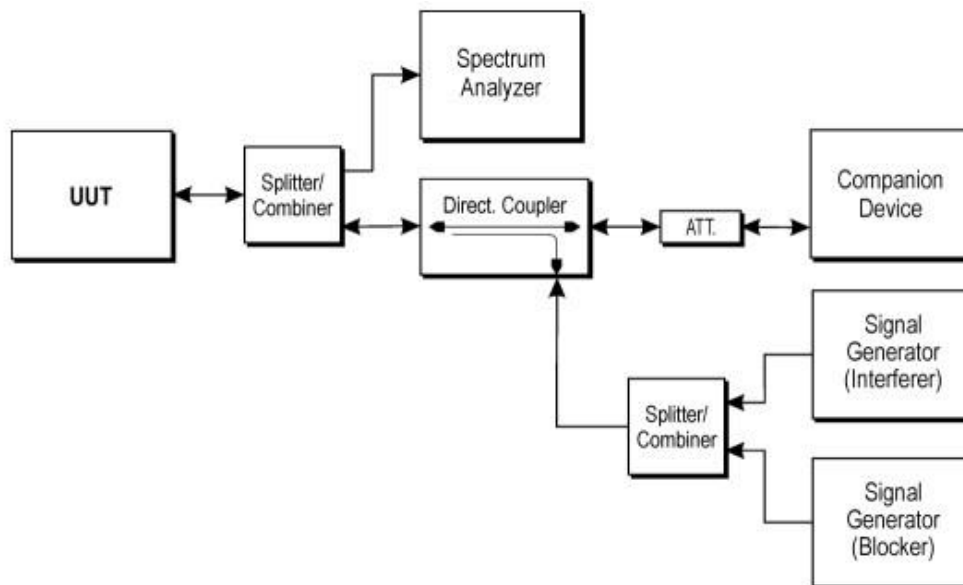 Spectrum
Analyzer
UUT
Splitter/
Combiner
Direct. Coupler
ATT.
Companion
Device
Signal
Generator
(Interferer)
Splitter/
Combiner
Signal
Generator
(Blocker)